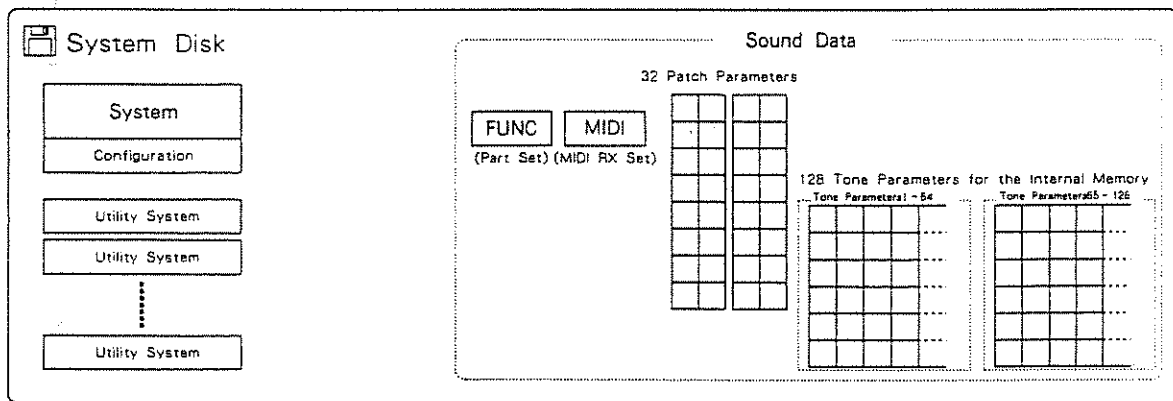 System Disk
System
Configuration
Utility System
Utility System
Utility System
Sound Data
32 Patch Parameters
FUNC
MIDI
(Part Set) (MIDI RX Set)
128 Tone Parameters for the Internal Memory
Tone Parameters1 - 64
Tone Parameters65 - 128